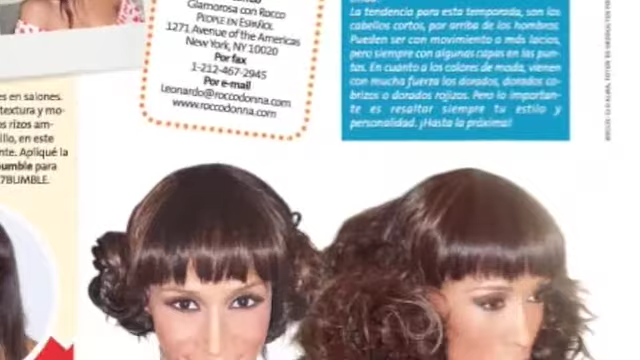 Glamorosa con Rocco
PEOPLE EN ESPAÑOL
1271 Avenue of the Americas
New York, NY 10020
Por fax
1-212-467-2945
Por e-mail
Leonardo@roccodonna.com
www.roccodonna.com
La tendencia para esta temporada, son los
cabellos cortos, por arriba de los hombros.
Pueden ser con movimiento o más lacios,
pero siempre con algunas capas en las pun-
tas. En cuanto a los colores de moda, vienen
con mucha fuerza los dorados, dorados co-
brizos o dorados rojizos. Pero lo importan-
te es resaltar siempre tu estilo y
personalidad. ¡Hasta la próxima!
es en salones.
textura y mo-
os rizos am-
illo, en este
nte. Apliqué la
umble para
7BUMBLE.